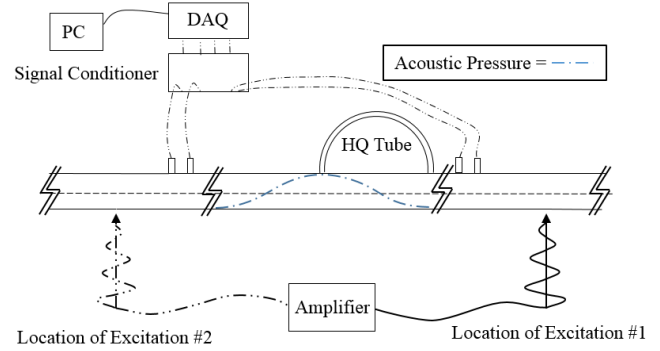 DAQ
PC
Signal Conditioner
Acoustic Pressure =
HQ Tube
Amplifier
Location of Excitation #2
Location of Excitation #1